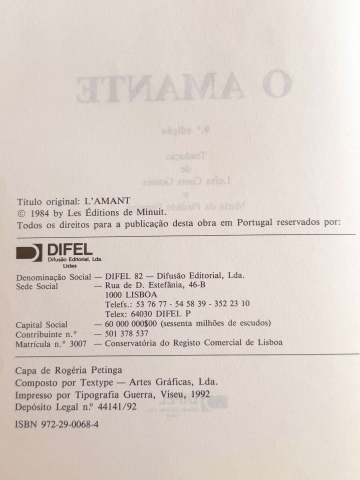 O AMANTE
9.ª edição
Tradução
de
Luísa Costa Gomes
e
Maria da Piedade
Título original: L'AMANT
© 1984 by Les Éditions de Minuit.
Todos os direitos para a publicação desta obra em Portugal reservados por:
DIFEL
Difusão Editorial, Lda.
Lisboa
Denominação Social — DIFEL 82 — Difusão Editorial, Lda.
Sede Social — Rua de D. Estefânia, 46-B
1000 LISBOA
Telefs.: 53 76 77 - 54 58 39 - 352 23 10
Telex: 64030 DIFEL P
Capital Social — 60 000 000$00 (sessenta milhões de escudos)
Contribuinte n.° — 501 378 537
Matrícula n.° 3007 — Conservatória do Registo Comercial de Lisboa
Capa de Rogéria Petinga
Composto por Textype — Artes Gráficas, Lda.
Impresso por Tipografia Guerra, Viseu, 1992
Depósito Legal n.° 44141/92
ISBN 972-29-0068-4